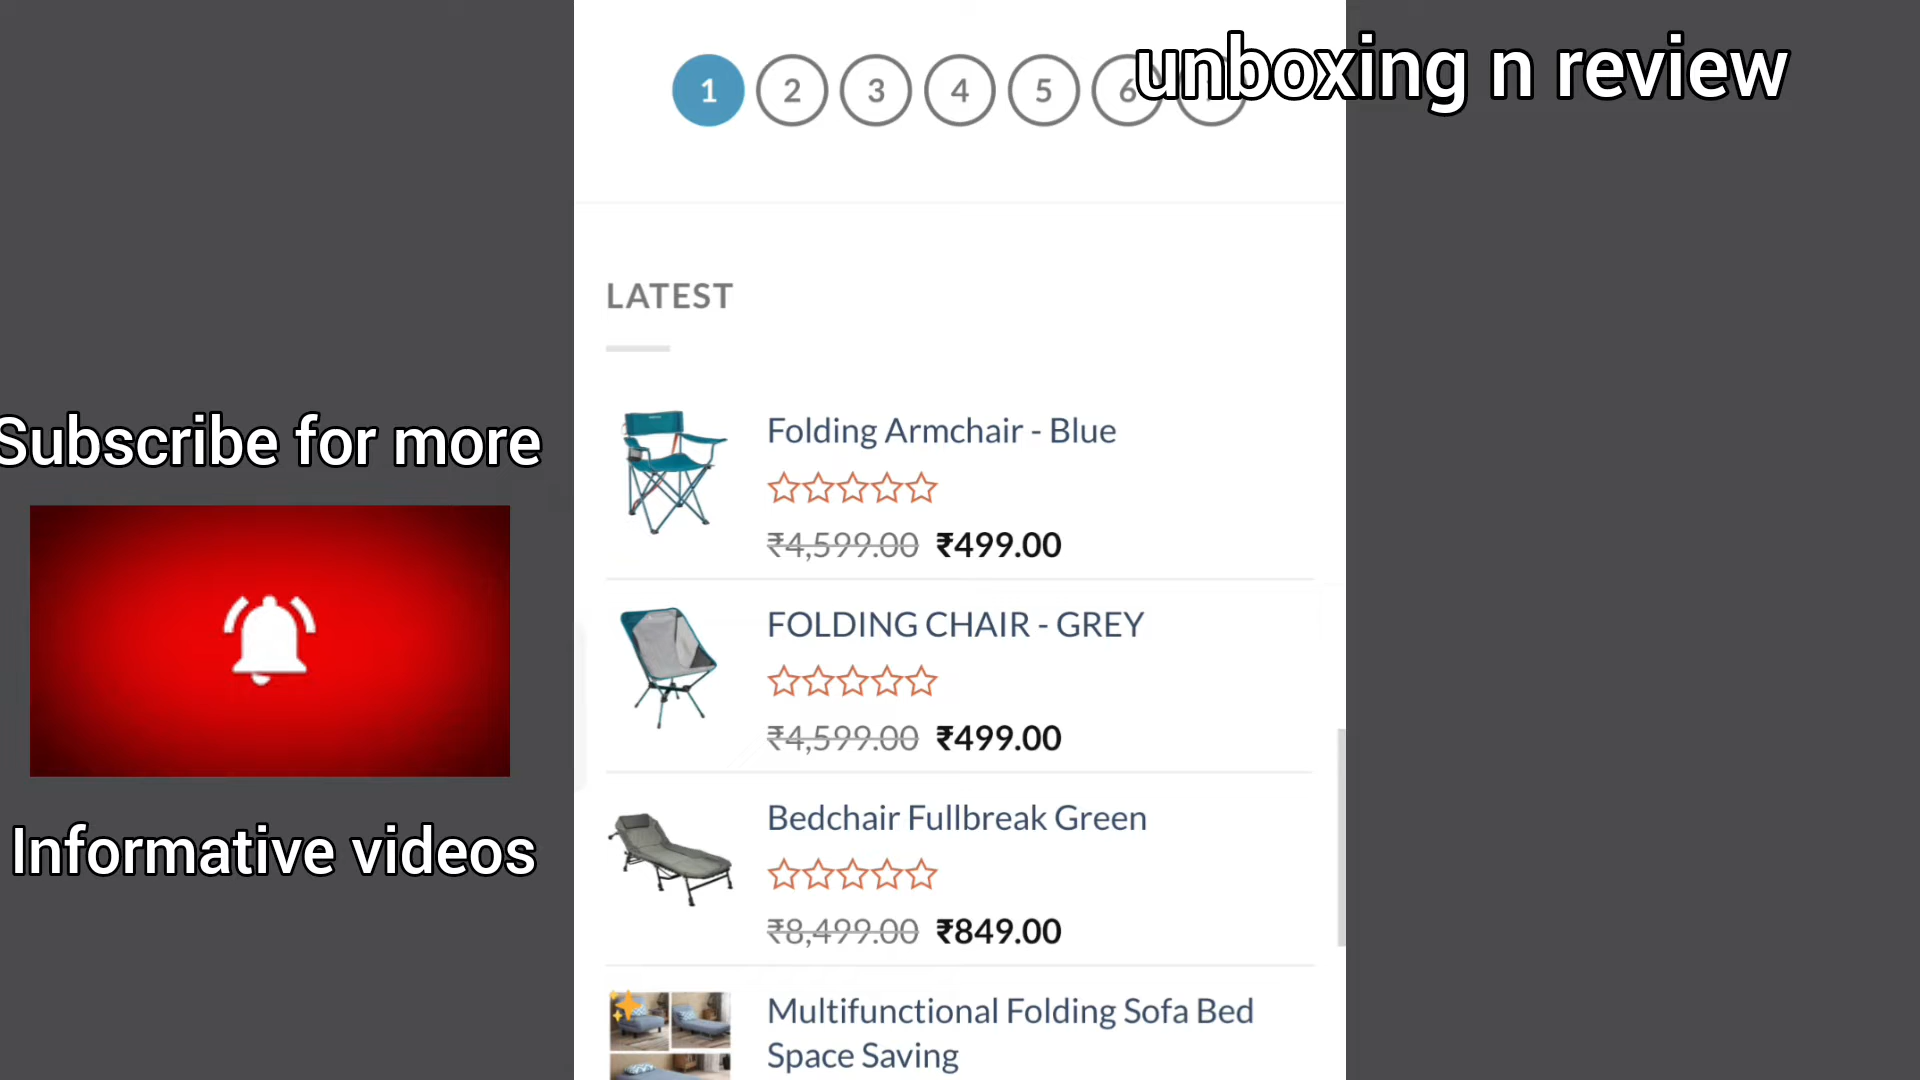 unboxing n review
1 2 3 4 5 6
LATEST
Folding Armchair - Blue
₹4,599.00 ₹499.00
FOLDING CHAIR - GREY
₹4,599.00 ₹499.00
Bedchair Fullbreak Green
₹8,499.00 ₹849.00
Multifunctional Folding Sofa Bed
Space Saving
Subscribe for more
Informative videos